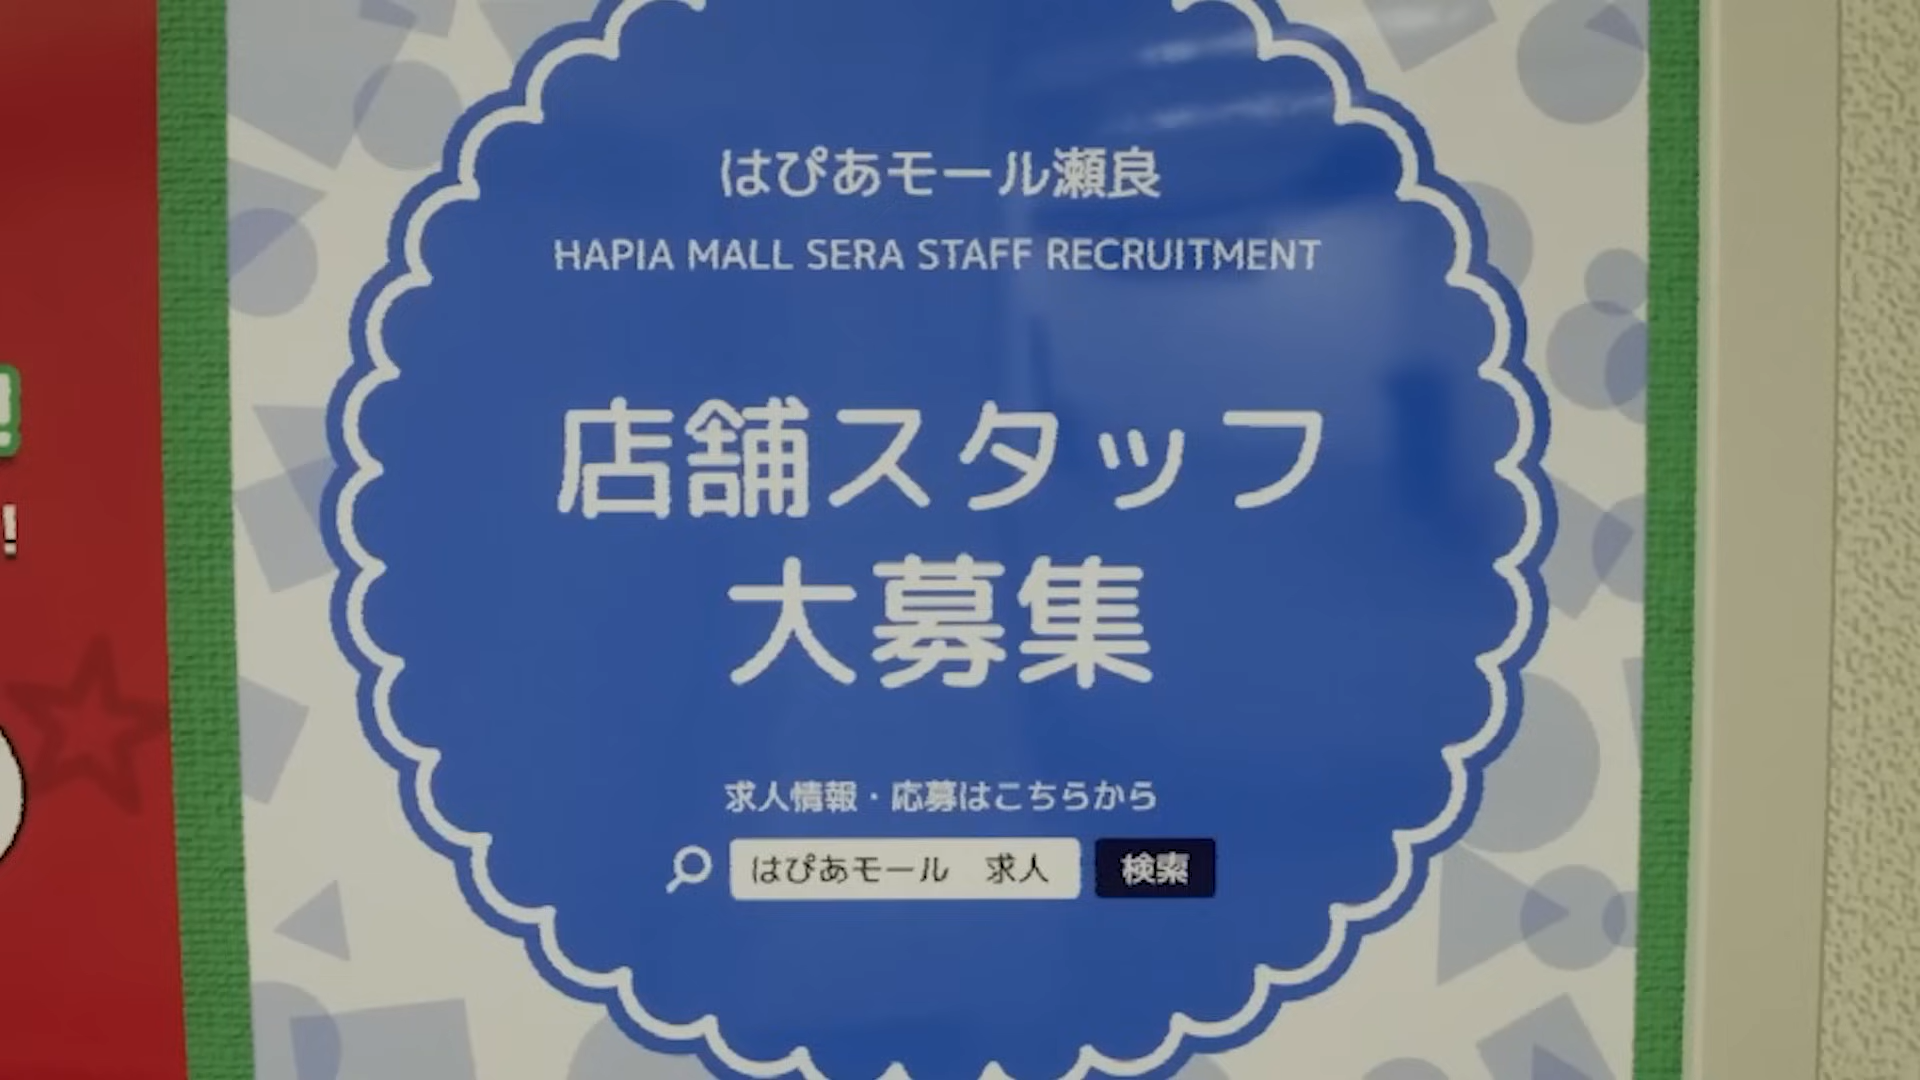 はぴあモール瀬良
HAPIA MALL SERA STAFF RECRUITMENT
店舗スタッフ
大募集
求人情報・応募はこちらから
はぴあモール　求人
検索
!
!